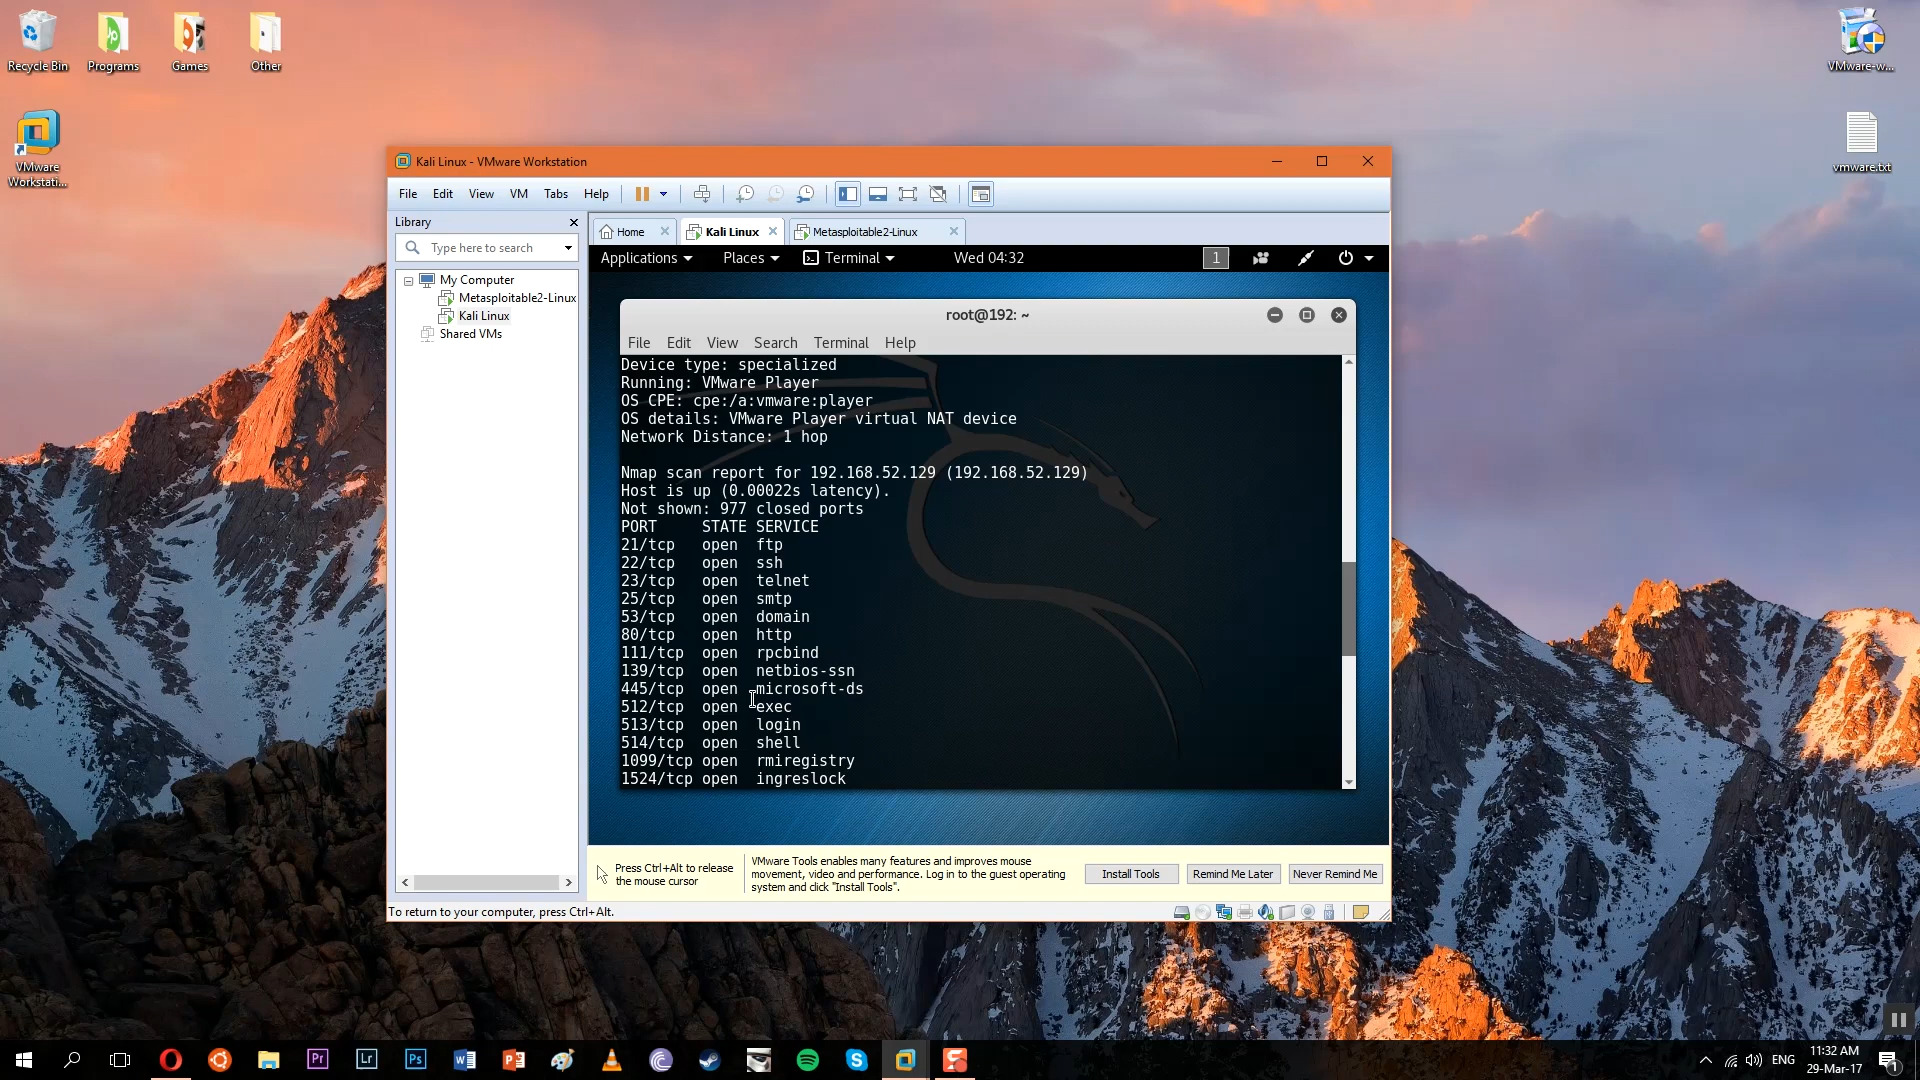 Recycle Bin
Programs
Games
Other
VMware-w...
VMware
Workstati...
vmware.txt
Kali Linux - VMware Workstation
File Edit View VM Tabs Help
Library
Type here to search
My Computer
Metasploitable2-Linux
Kali Linux
Shared VMs
Home
Kali Linux
Metasploitable2-Linux
Applications Places Terminal Wed 04:32 1
root@192: ~
File Edit View Search Terminal Help
Device type: specialized
Running: VMware Player
OS CPE: cpe:/a:vmware:player
OS details: VMware Player virtual NAT device
Network Distance: 1 hop
Nmap scan report for 192.168.52.129 (192.168.52.129)
Host is up (0.00022s latency).
Not shown: 977 closed ports
PORT STATE SERVICE
21/tcp open ftp
22/tcp open ssh
23/tcp open telnet
25/tcp open smtp
53/tcp open domain
80/tcp open http
111/tcp open rpcbind
139/tcp open netbios-ssn
445/tcp open microsoft-ds
512/tcp open exec
513/tcp open login
514/tcp open shell
1099/tcp open rmiregistry
1524/tcp open ingreslock
Press Ctrl+Alt to release
the mouse cursor
VMware Tools enables many features and improves mouse
movement, video and performance. Log in to the guest operating
system and click "Install Tools".
Install Tools
Remind Me Later
Never Remind Me
To return to your computer, press Ctrl+Alt.
Pr
Lr
Ps
ENG
11:32 AM
29-Mar-17
1